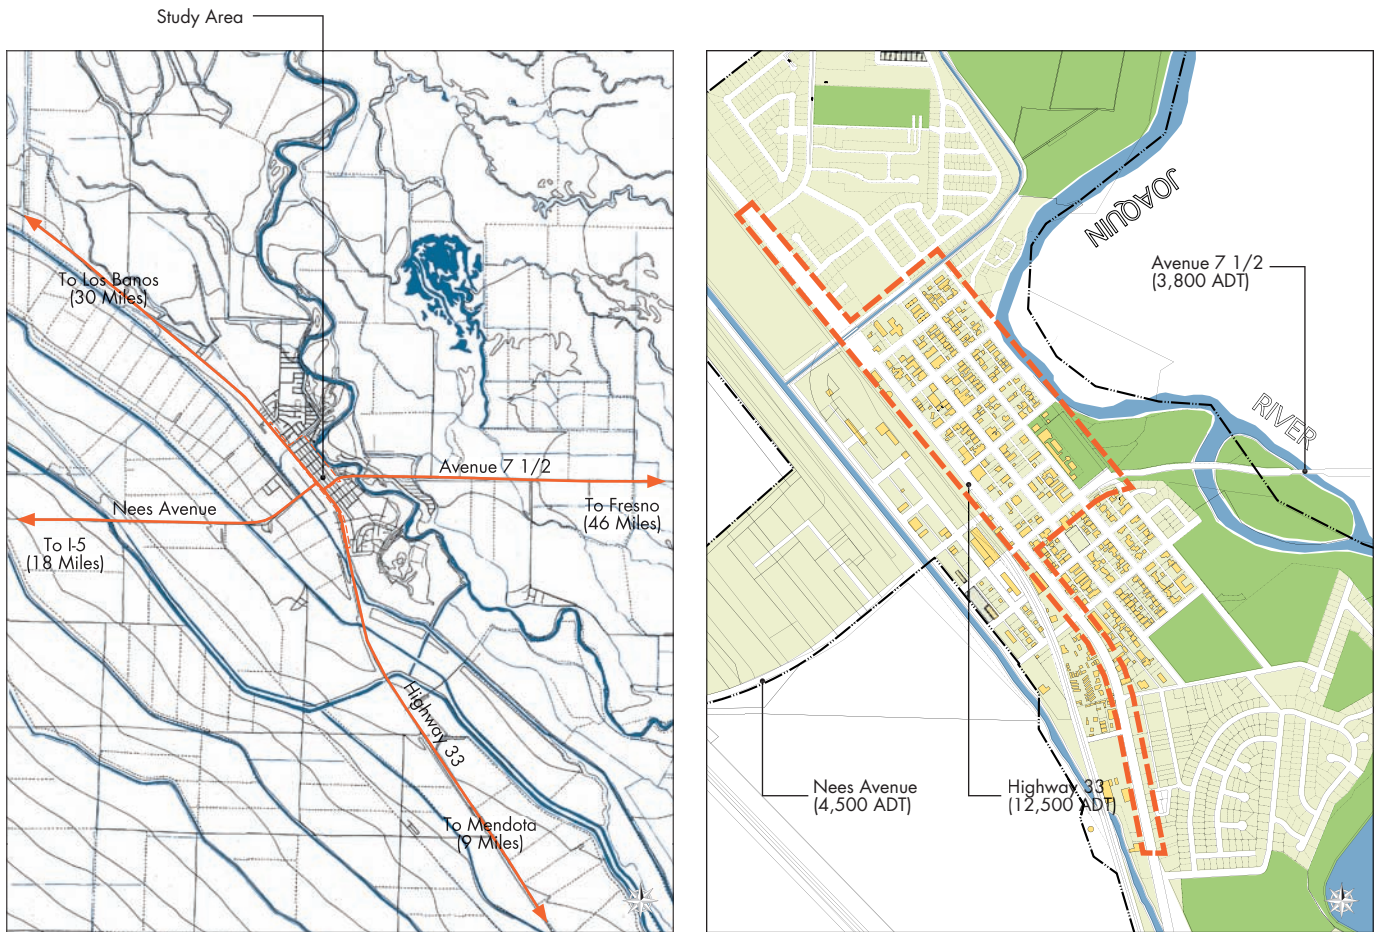 Study Area
To Los Banos
(30 Miles)
Avenue 7 1/2
To Fresno
(46 Miles)
Nees Avenue
To I-5
(18 Miles)
Highway 33
To Mendota
(9 Miles)
JOAQUIN
RIVER
Avenue 7 1/2
(3,800 ADT)
Nees Avenue
(4,500 ADT)
Highway 33
(12,500 ADT)